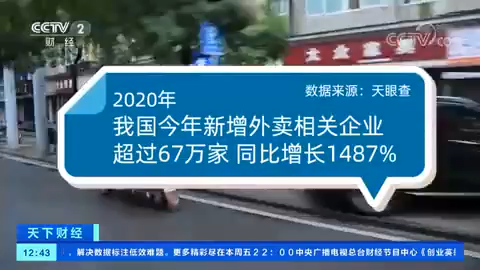 CCTV 2
财经
CCTV.com
2020年
数据来源：天眼查
我国今年新增外卖相关企业
超过67万家 同比增长1487%
天下财经
12:43
，解决数据标注低效难题。更多精彩尽在本周五22：00中央广播电视总台财经节目中心《创业英